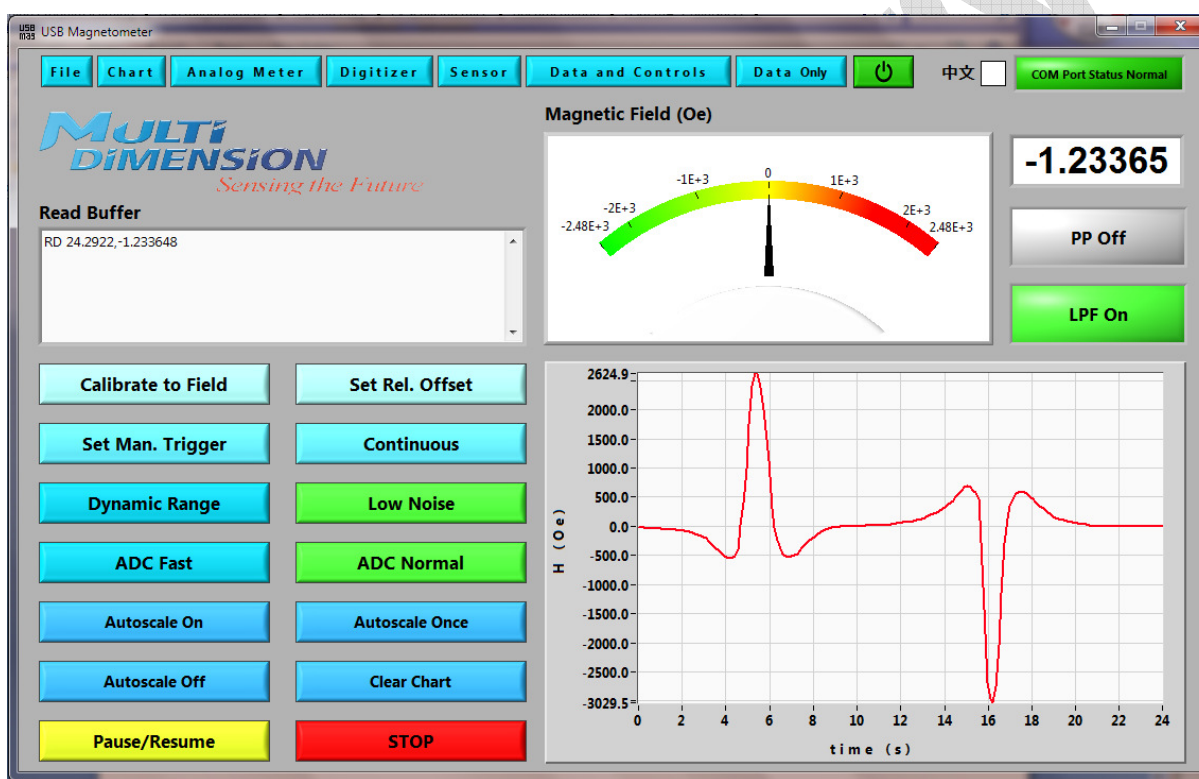 USB M35 USB Magnetometer
File Chart Analog Meter Digitizer Sensor Data and Controls Data Only 中文 COM Port Status Normal
MULTI
DiMENSiON
Sensing the Future
Magnetic Field (Oe)
-2.48E+3 -2E+3 -1E+3 0 1E+3 2E+3 2.48E+3
-1.23365
PP Off
LPF On
Read Buffer
RD 24.2922,-1.233648
Calibrate to Field Set Rel. Offset
Set Man. Trigger Continuous
Dynamic Range Low Noise
ADC Fast ADC Normal
Autoscale On Autoscale Once
Autoscale Off Clear Chart
Pause/Resume STOP
H (Oe)
2624.9
2000.0
1500.0
1000.0
500.0
0.0
-500.0
-1000.0
-1500.0
-2000.0
-2500.0
-3029.5
0 2 4 6 8 10 12 14 16 18 20 22 24
time (s)